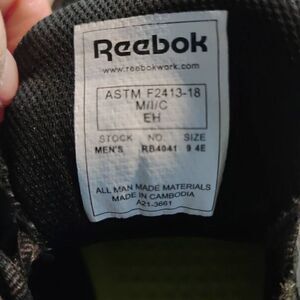 Reebok
www.reebokwork.com
ASTM F2413-18
M/I/C
EH
STOCK NO. SIZE
MEN'S RB4041 9 4E
ALL MAN MADE MATERIALS
MADE IN CAMBODIA
A21-3661